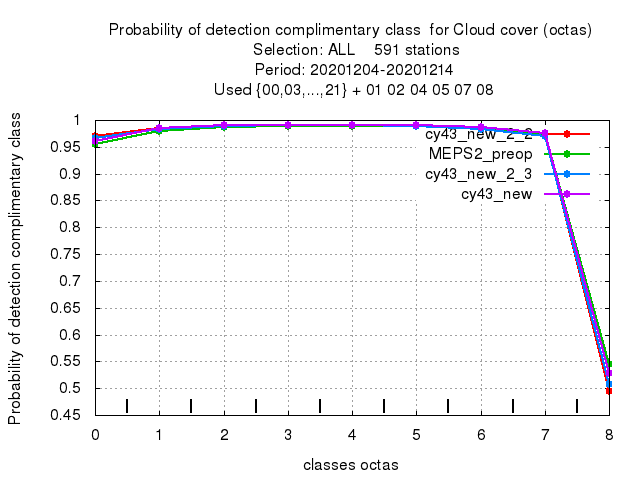 Probability of detection complimentary class  for Cloud cover (octas)
Selection: ALL    591 stations
Period: 20201204-20201214
Used {00,03,...,21} + 01 02 04 05 07 08
Probability of detection complimentary class
1
0.95
0.9
0.85
0.8
0.75
0.7
0.65
0.6
0.55
0.5
0.45
cy43_new_2_2
MEPS2_preop
cy43_new_2_3
cy43_new
0 1 2 3 4 5 6 7 8
classes octas